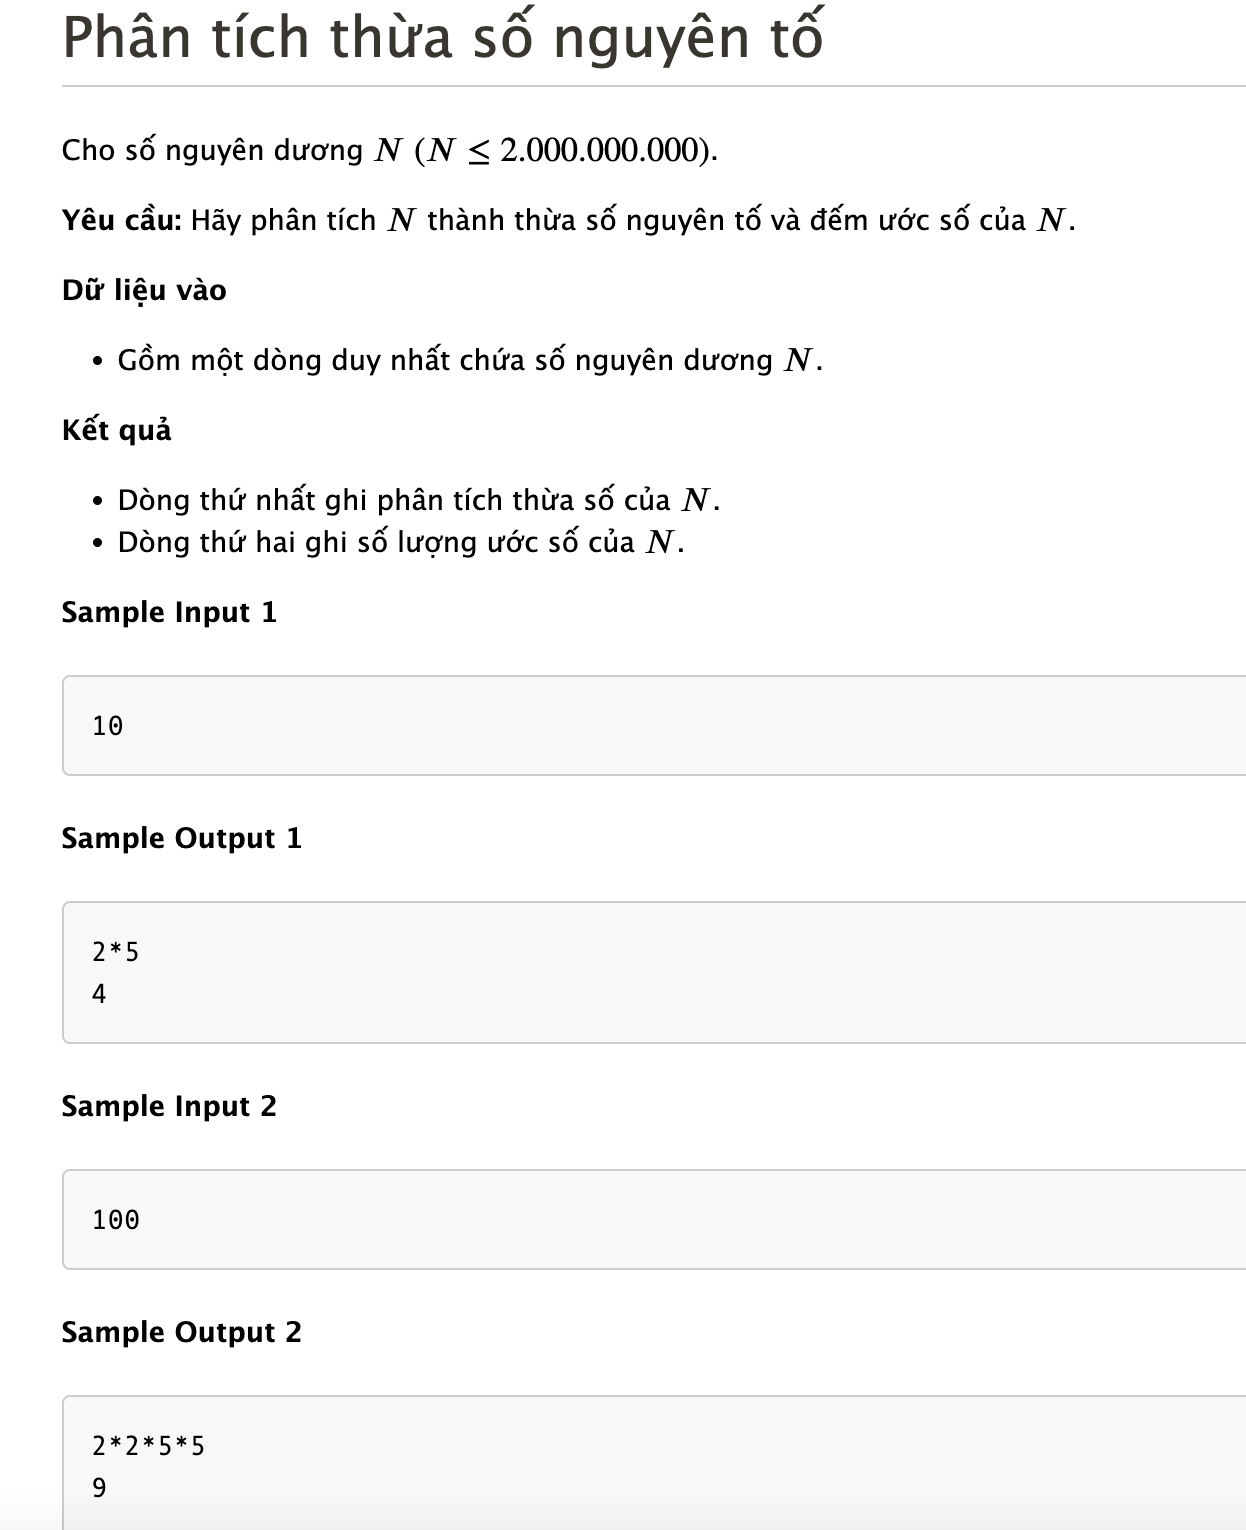 Phân tích thừa số nguyên tố
Cho số nguyên dương N (N ≤ 2.000.000.000).
Yêu cầu: Hãy phân tích N thành thừa số nguyên tố và đếm ước số của N.
Dữ liệu vào
• Gồm một dòng duy nhất chứa số nguyên dương N.
Kết quả
• Dòng thứ nhất ghi phân tích thừa số của N.
• Dòng thứ hai ghi số lượng ước số của N.
Sample Input 1
10
Sample Output 1
2*5
4
Sample Input 2
100
Sample Output 2
2*2*5*5
9